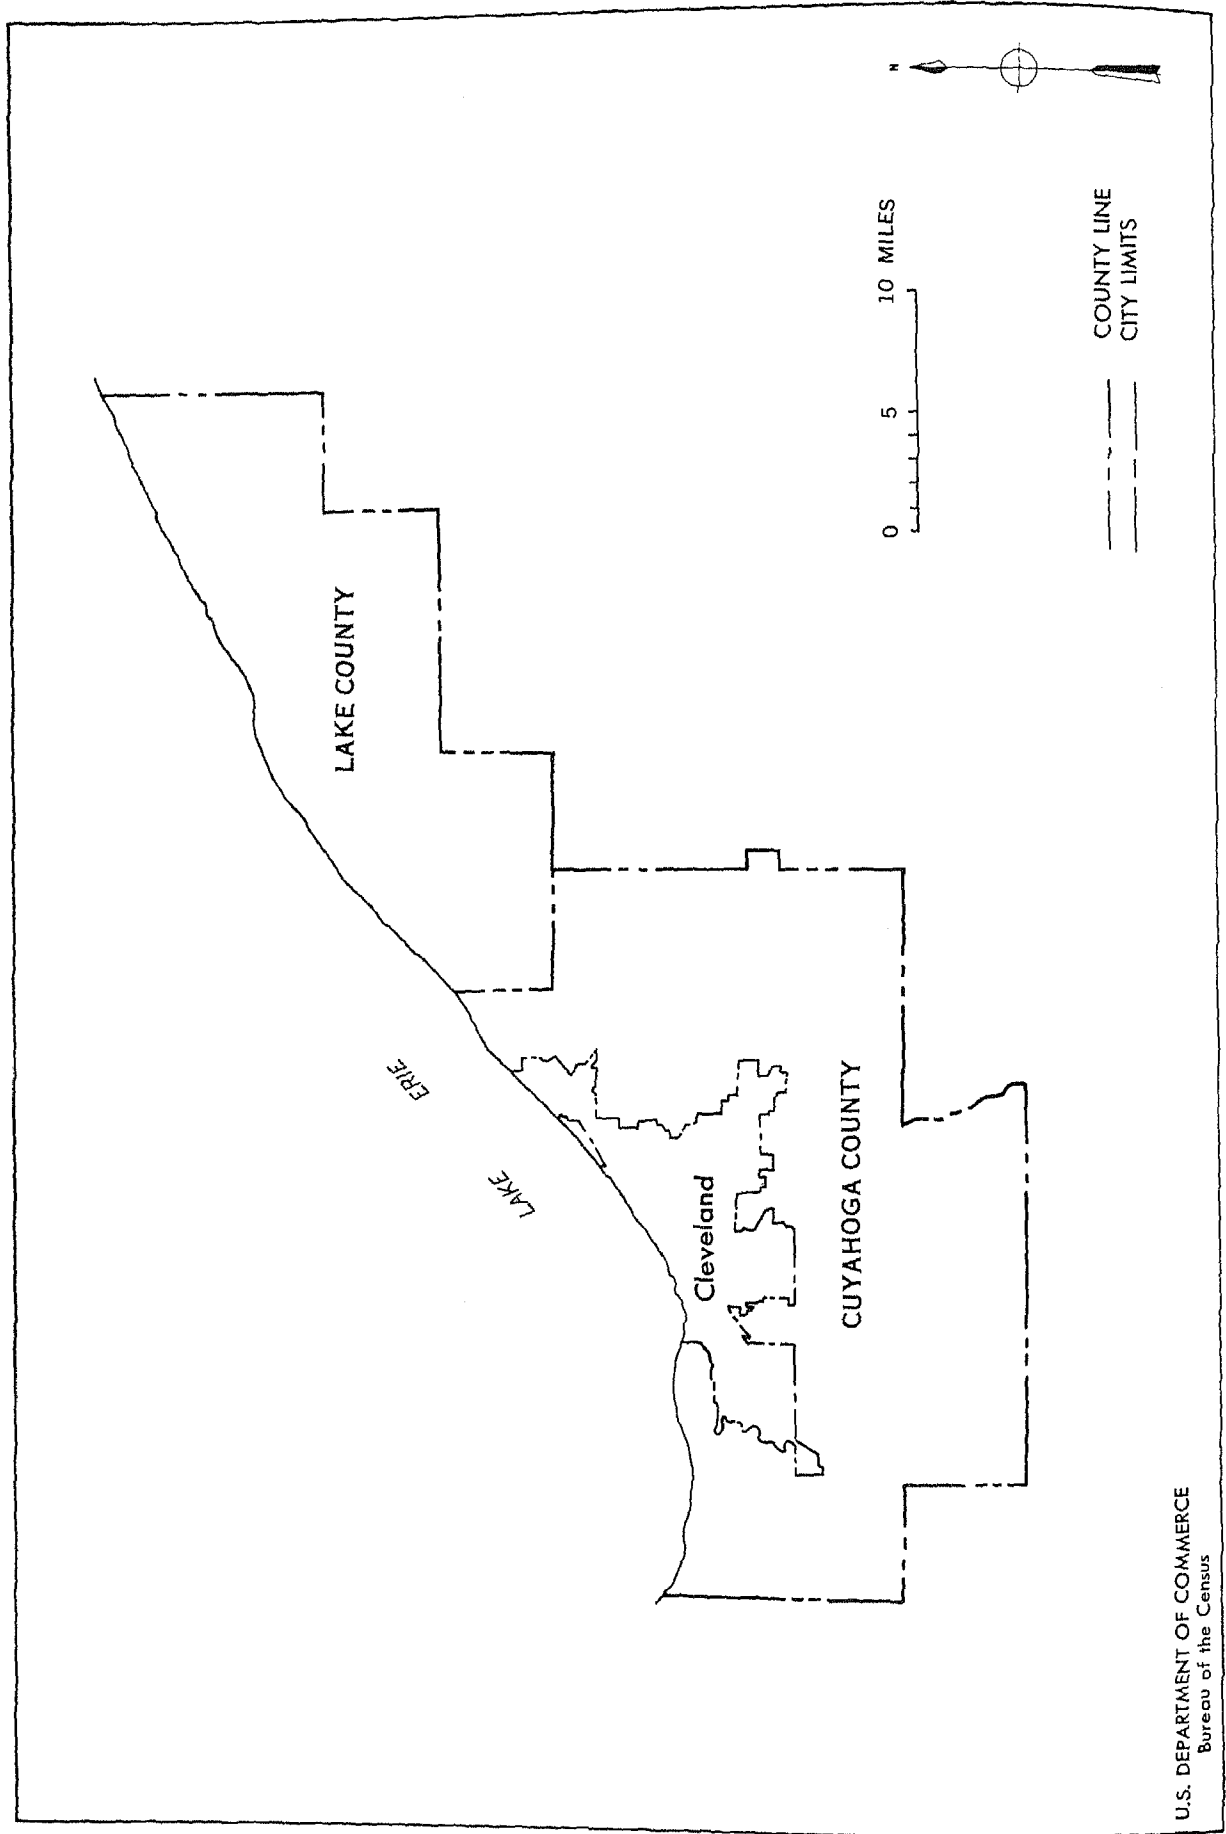 N
LAKE COUNTY
LAKE ERIE
Cleveland
CUYAHOGA COUNTY
0 5 10 MILES
COUNTY LINE
CITY LIMITS
U.S. DEPARTMENT OF COMMERCE
Bureau of the Census